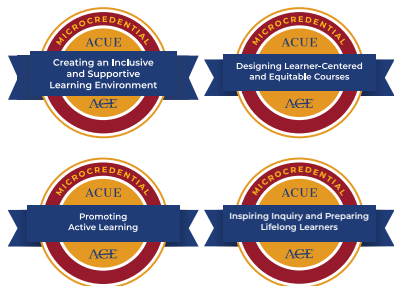 MICROCREDENTIAL
ACUE
Creating an Inclusive
and Supportive
Learning Environment
ACE
MICROCREDENTIAL
ACUE
Designing Learner-Centered
and Equitable Courses
ACE
MICROCREDENTIAL
ACUE
Promoting
Active Learning
ACE
MICROCREDENTIAL
ACUE
Inspiring Inquiry and Preparing
Lifelong Learners
ACE